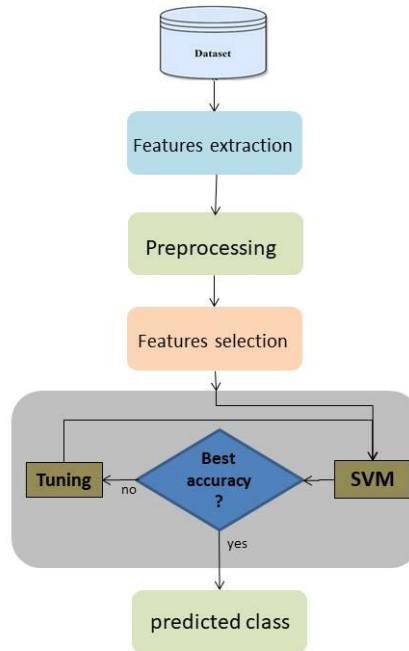 Dataset
Features extraction
Preprocessing
Features selection
Best
accuracy
?
Tuning
no
SVM
yes
predicted class